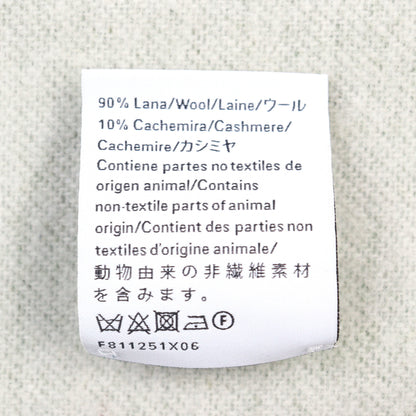 90% Lana/Wool/Laine/ウール
10% Cachemira/Cashmere/
Cachemire/カシミヤ
Contiene partes no textiles de
origen animal/Contains
non-textile parts of animal
origin/Contient des parties non
textiles d'origine animale/
動物由来の非繊維素材
を含みます。
F
F811251X06